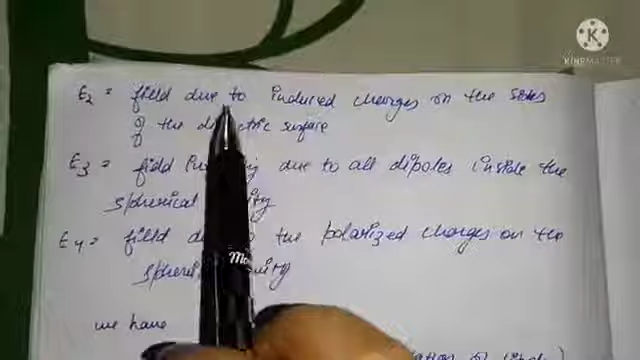 KINEMASTER
E2 = field due to induced charges on the sides
of the surface
E3 = field due to all dipoles inside the
spherical
E4 = field the polarized charges on the
we have